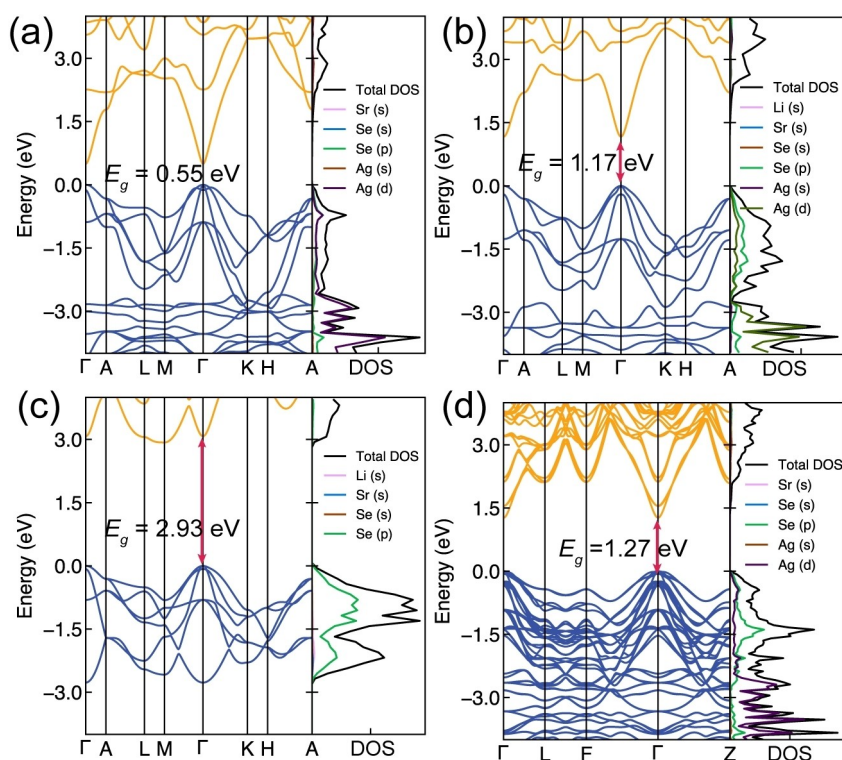 (a)
Energy (eV)
3.0
1.5
0.0
−1.5
−3.0
E_g = 0.55 eV
Total DOS
Sr (s)
Se (s)
Se (p)
Ag (s)
Ag (d)
Γ A L M Γ K H A DOS
(b)
Energy (eV)
3.0
1.5
0.0
−1.5
−3.0
E_g = 1.17 eV
Total DOS
Li (s)
Sr (s)
Se (s)
Se (p)
Ag (s)
Ag (d)
Γ A L M Γ K H A DOS
(c)
Energy (eV)
3.0
1.5
0.0
−1.5
−3.0
E_g = 2.93 eV
Total DOS
Li (s)
Sr (s)
Se (s)
Se (p)
Γ A L M Γ K H A DOS
(d)
Energy (eV)
3.0
1.5
0.0
−1.5
−3.0
E_g =1.27 eV
Total DOS
Sr (s)
Se (s)
Se (p)
Ag (s)
Ag (d)
Γ L F Γ Z DOS